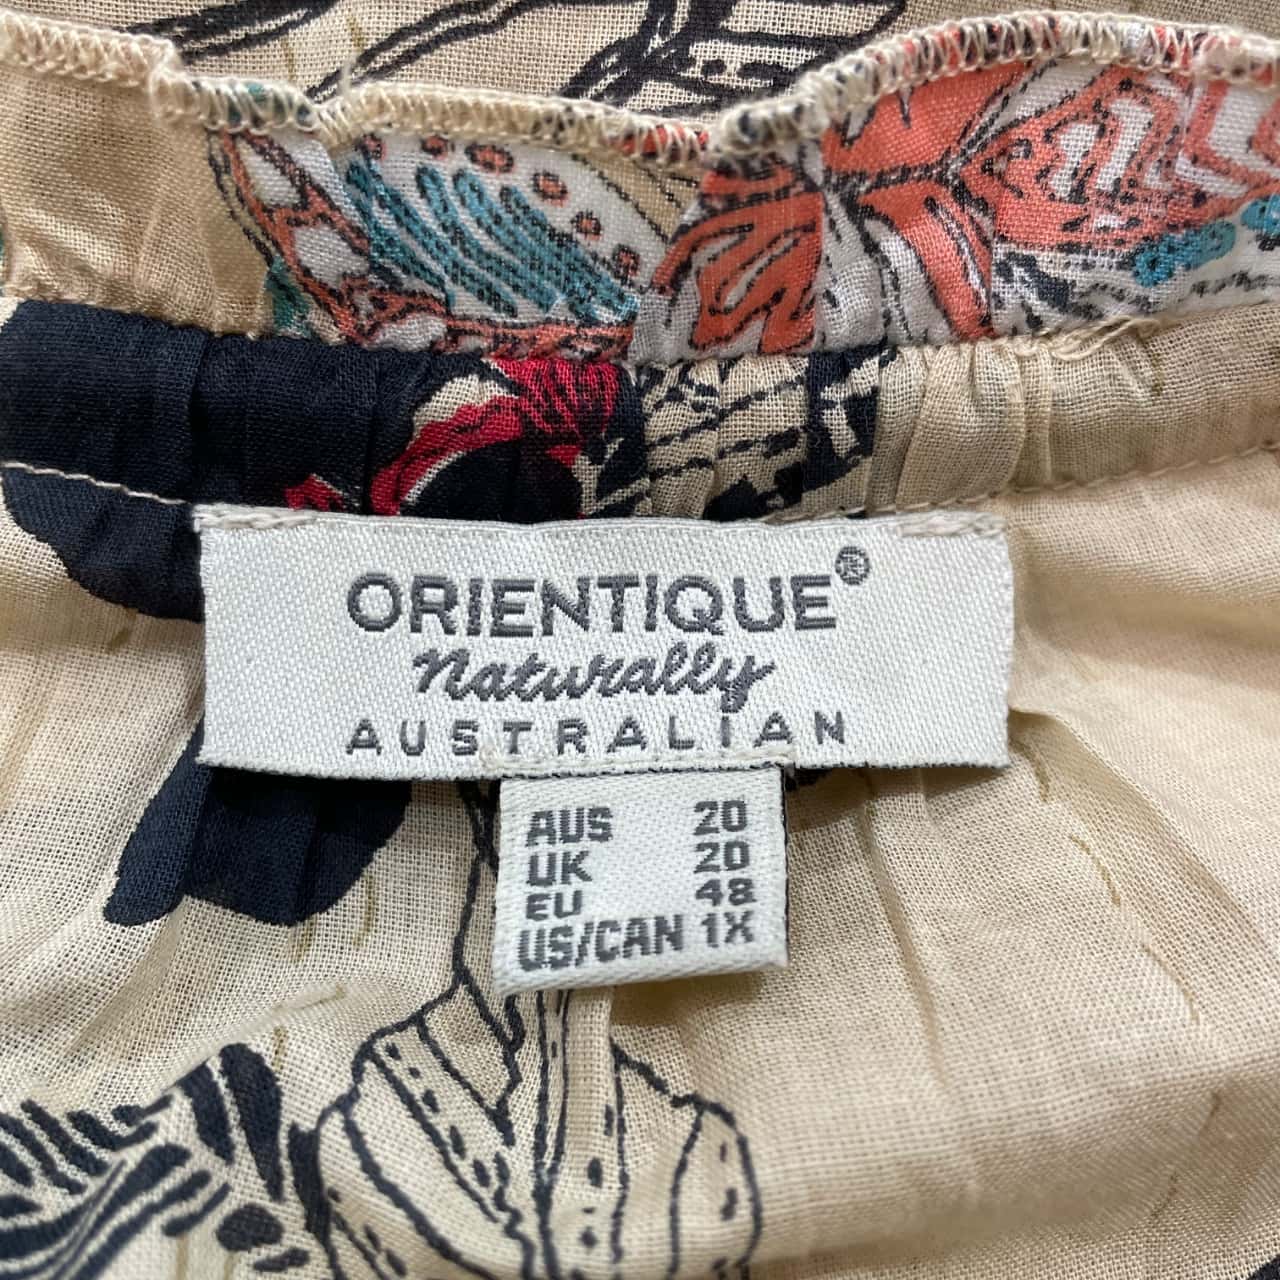 ORIENTIQUE®
Naturally
AUSTRALIAN
AUS 20
UK 20
EU 48
US/CAN 1X